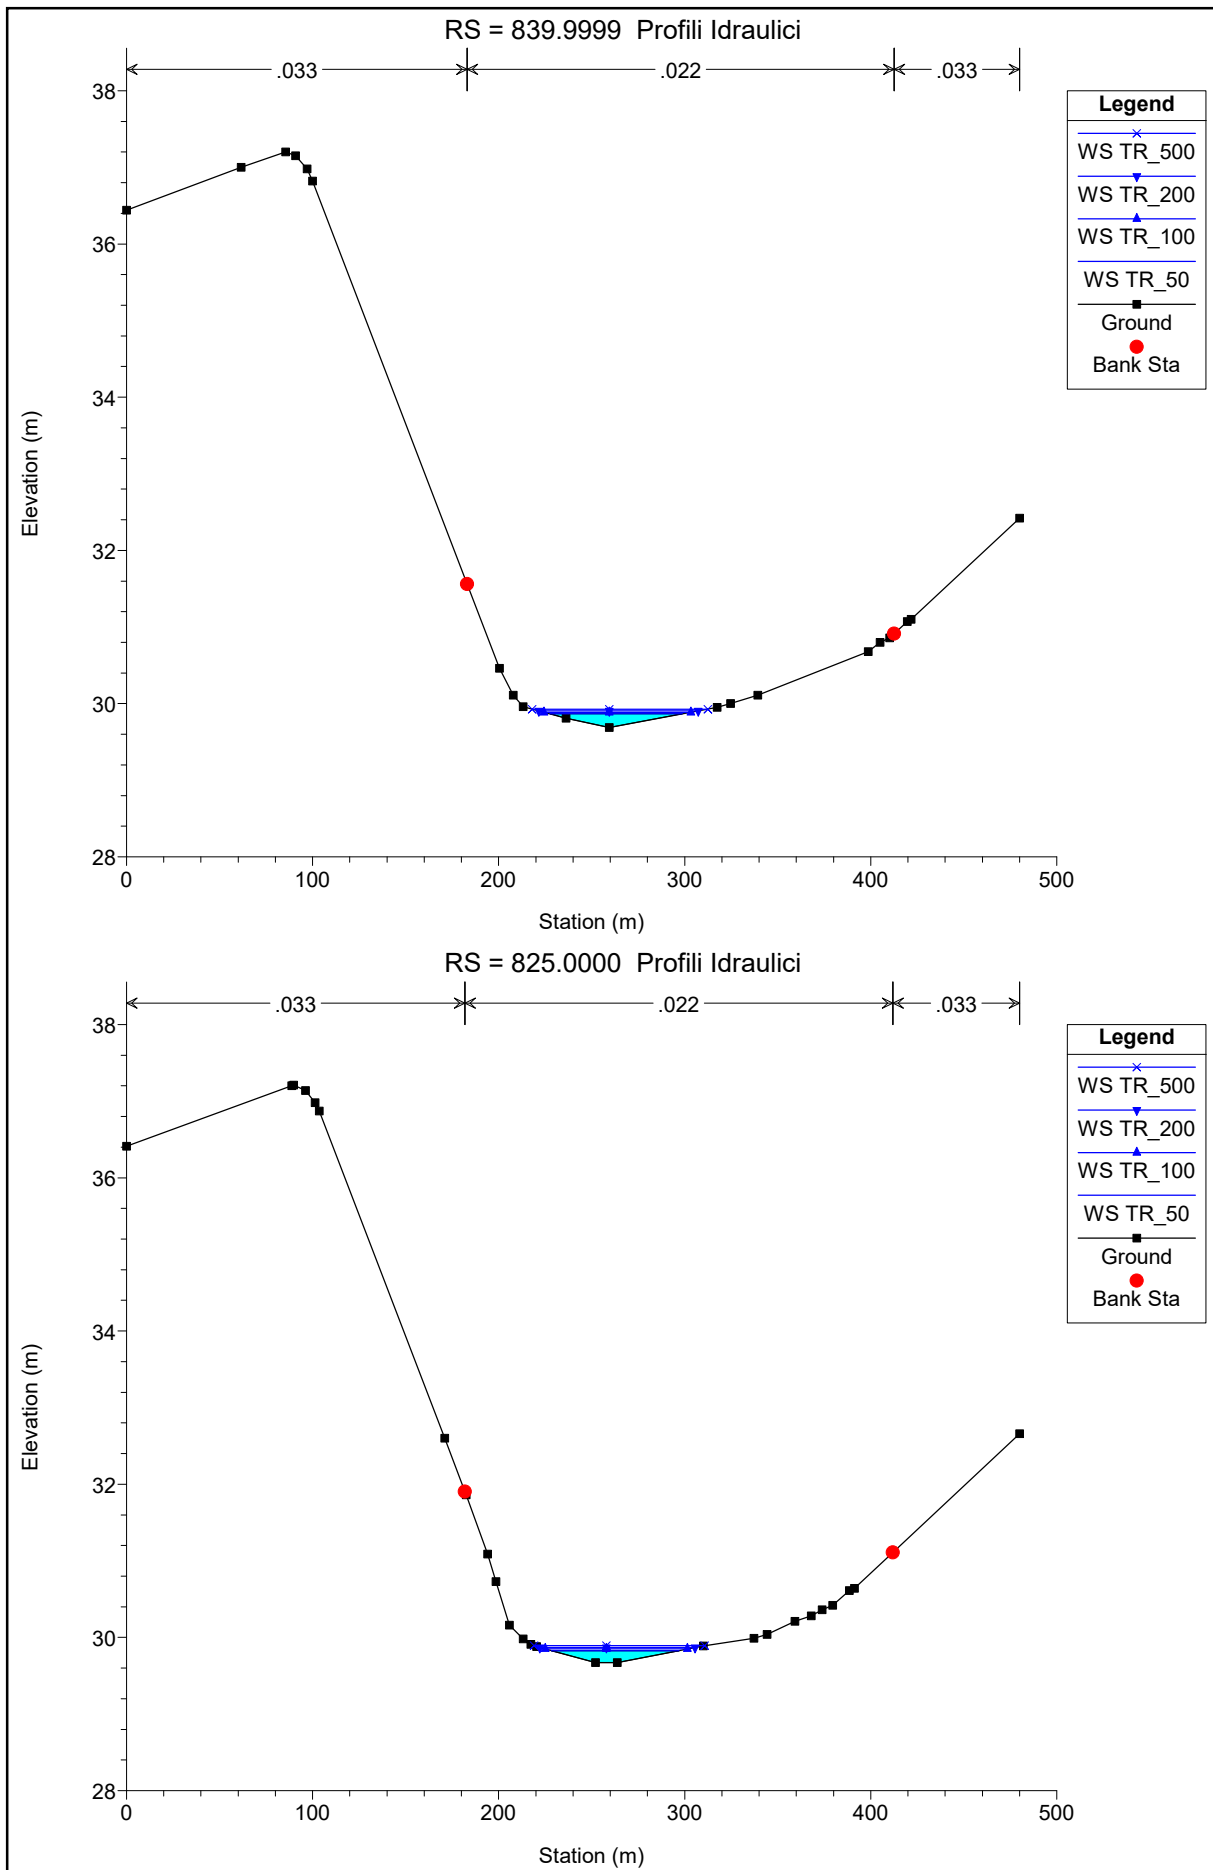 RS = 839.9999  Profili Idraulici
.033
.022
.033
38
36
34
32
30
28
0
100
200
300
400
500
Elevation (m)
Station (m)
Legend
WS TR_500
WS TR_200
WS TR_100
WS TR_50
Ground
Bank Sta
RS = 825.0000  Profili Idraulici
.033
.022
.033
38
36
34
32
30
28
0
100
200
300
400
500
Elevation (m)
Station (m)
Legend
WS TR_500
WS TR_200
WS TR_100
WS TR_50
Ground
Bank Sta